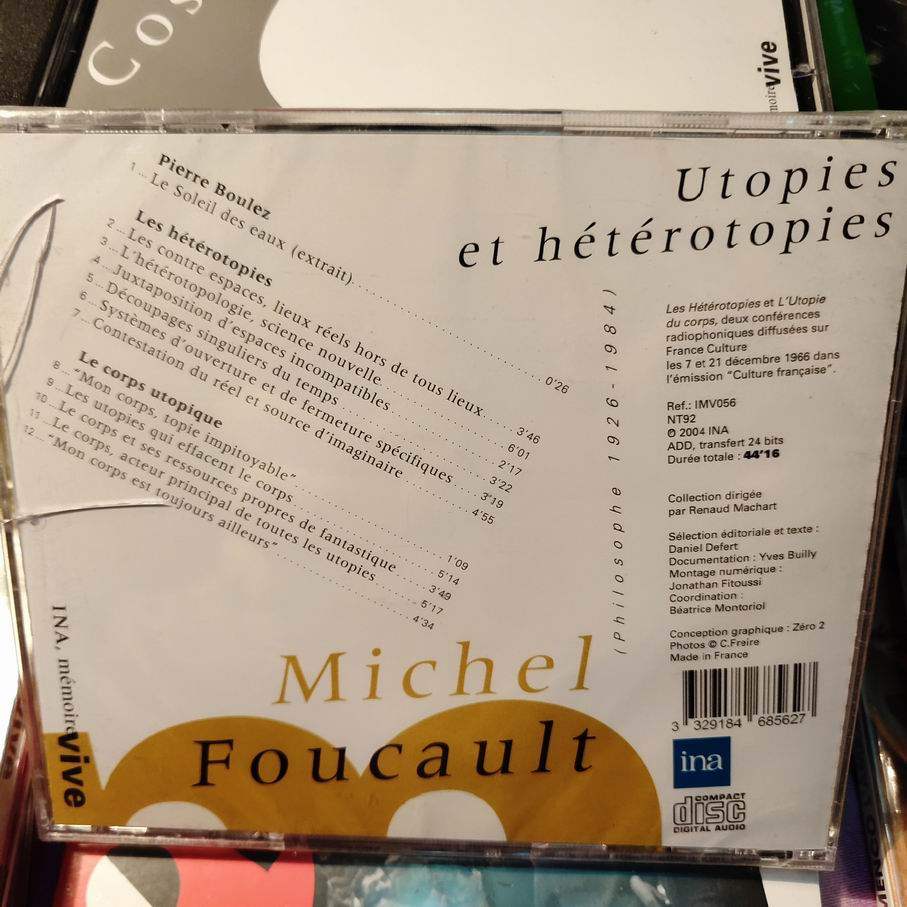 Cos
mémoire vive
Pierre Boulez
1 ... Le Soleil des eaux (extrait) ... 0'26
Les hétérotopies
2 ... Les contre espaces, lieux réels hors de tous lieux. ... 3'46
3 ... L'hétérotopologie, science nouvelle ... 6'01
4 ... Juxtaposition d'espaces incompatibles ... 2'17
5 ... Découpages singuliers du temps ... 3'22
6 ... Systèmes d'ouverture et de fermeture spécifiques ... 3'19
7 ... Contestation du réel et source d'imaginaire ... 4'55
Le corps utopique
8 ... "Mon corps, topie impitoyable" ... 1'09
9 ... Les utopies qui effacent le corps ... 5'14
10 ... Le corps et ses ressources propres de fantastique ... 3'49
11 ... Le corps, acteur principal de toutes les utopies ... 5'17
12 ... "Mon corps est toujours ailleurs" ... 4'34
Utopies
et hétérotopies
(Philosophe 1926-1984)
Les Hétérotopies et L'Utopie
du corps, deux conférences
radiophoniques diffusées sur
France Culture
les 7 et 21 décembre 1966 dans
l'émission "Culture française".
Ref.: IMV056
NT92
℗ 2004 INA
ADD, transfert 24 bits
Durée totale : 44'16
Collection dirigée
par Renaud Machart
Sélection éditoriale et texte :
Daniel Defert
Documentation : Yves Builly
Montage numérique :
Jonathan Fitoussi
Coordination :
Béatrice Montoriol
Conception graphique : Zéro 2
Photos © C.Freire
Made in France
3 329184 685627
ina
COMPACT
disc
DIGITAL AUDIO
Michel
Foucault
INA, mémoire vive